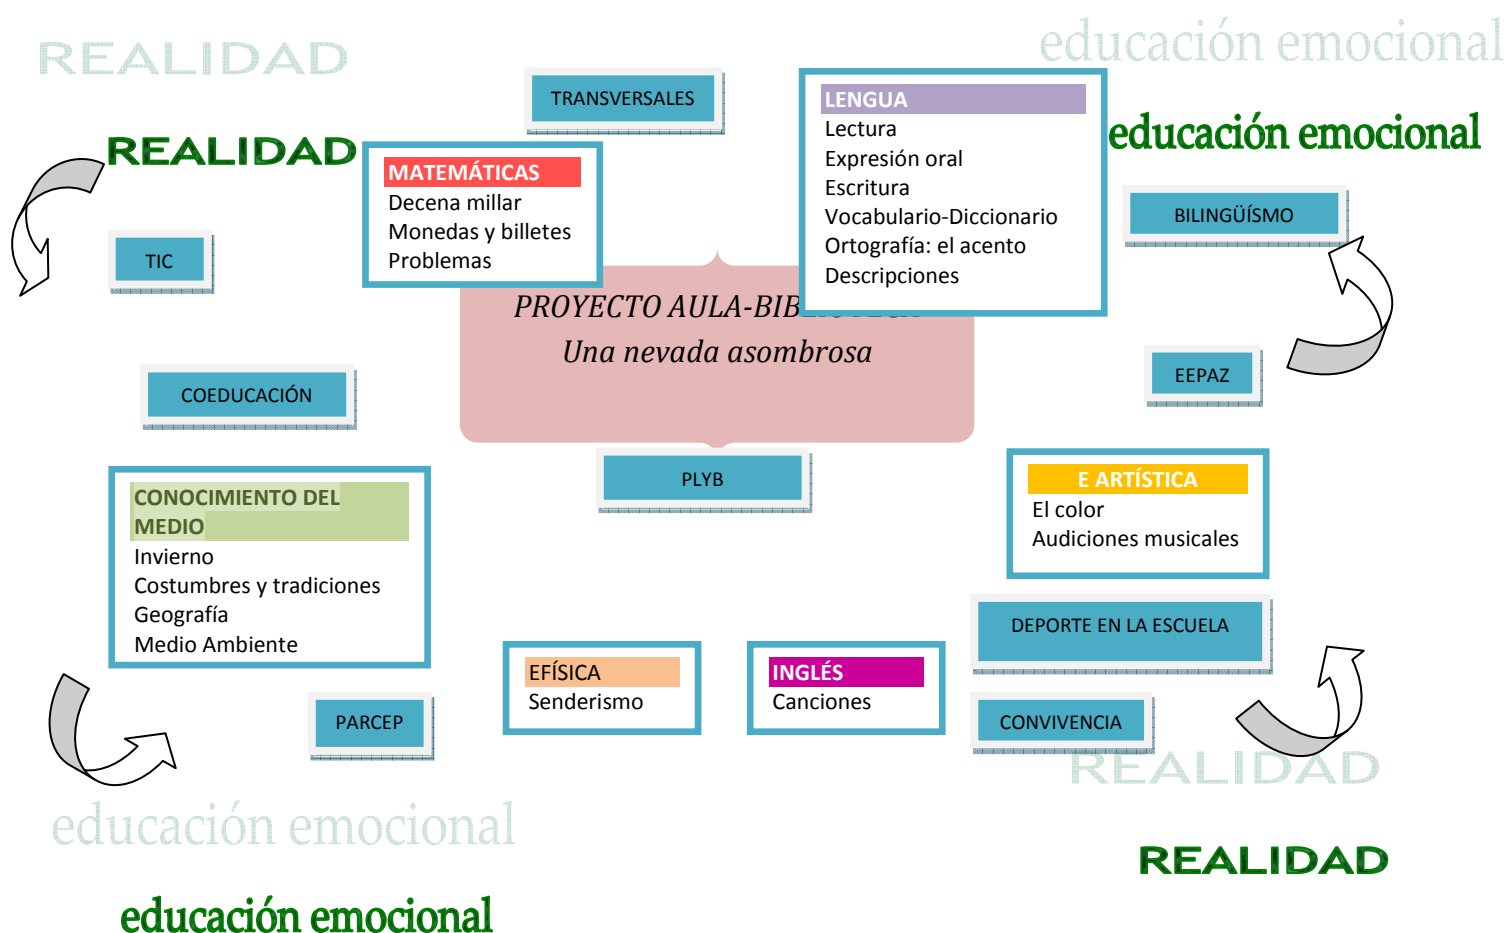 REALIDAD
educación emocional
REALIDAD
educación emocional
TRANSVERSALES
LENGUA
Lectura
Expresión oral
Escritura
Vocabulario-Diccionario
Ortografía: el acento
Descripciones
MATEMÁTICAS
Decena millar
Monedas y billetes
Problemas
BILINGÜÍSMO
TIC
PROYECTO AULA-
Una nevada asombrosa
COEDUCACIÓN
EEPAZ
PLYB
CONOCIMIENTO DEL
MEDIO
Invierno
Costumbres y tradiciones
Geografía
Medio Ambiente
E ARTÍSTICA
El color
Audiciones musicales
DEPORTE EN LA ESCUELA
EFÍSICA
Senderismo
INGLÉS
Canciones
PARCEP
CONVIVENCIA
REALIDAD
educación emocional
REALIDAD
educación emocional